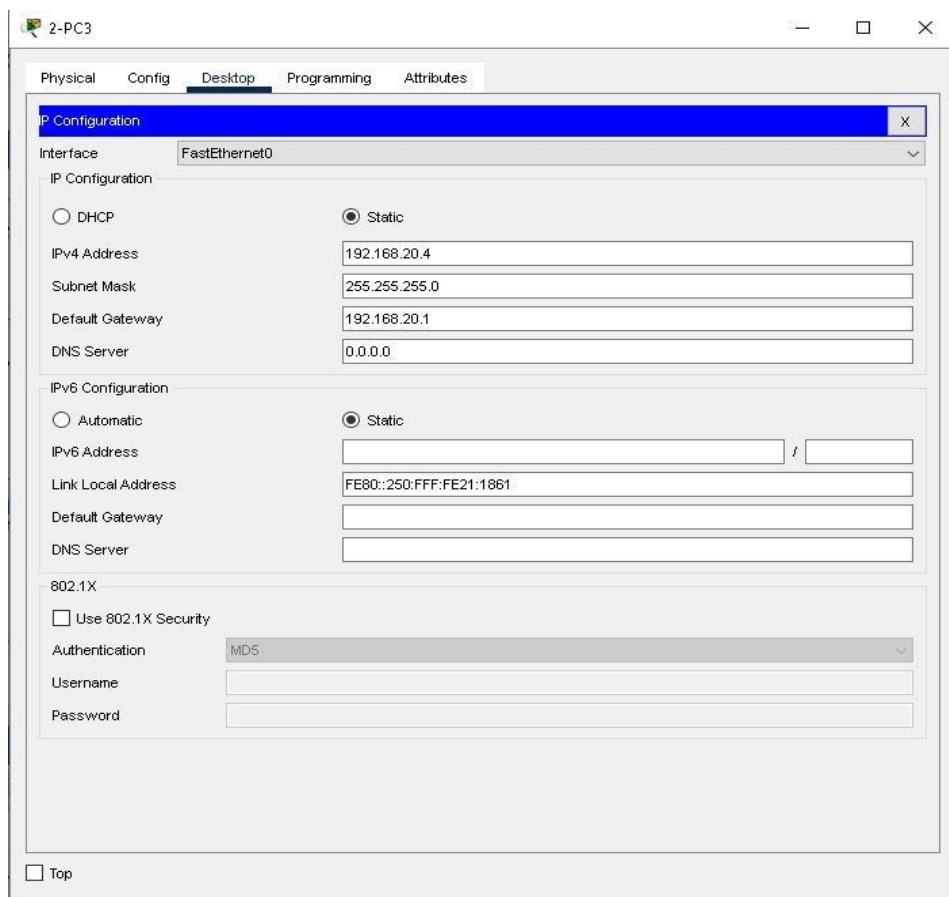 2-PC3
Physical Config Desktop Programming Attributes
IP Configuration X
Interface FastEthernet0
IP Configuration
DHCP Static
IPv4 Address 192.168.20.4
Subnet Mask 255.255.255.0
Default Gateway 192.168.20.1
DNS Server 0.0.0.0
IPv6 Configuration
Automatic Static
IPv6 Address /
Link Local Address FE80::250:FFF:FE21:1861
Default Gateway
DNS Server
802.1X
Use 802.1X Security
Authentication MD5
Username
Password
Top